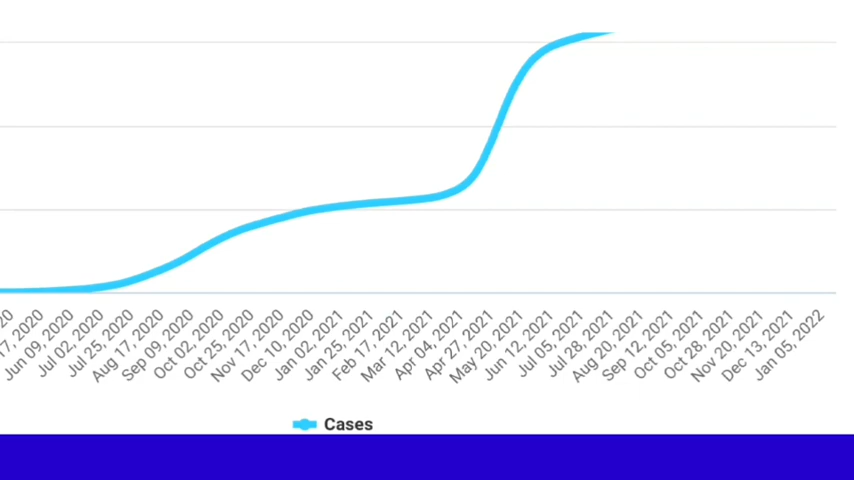 20
17, 2020
Jun 09, 2020
Jul 02, 2020
Jul 25, 2020
Aug 17, 2020
Sep 09, 2020
Oct 02, 2020
Oct 25, 2020
Nov 17, 2020
Dec 10, 2020
Jan 02, 2021
Jan 25, 2021
Feb 17, 2021
Mar 12, 2021
Apr 04, 2021
Apr 27, 2021
May 20, 2021
Jun 12, 2021
Jul 05, 2021
Jul 28, 2021
Aug 20, 2021
Sep 12, 2021
Oct 05, 2021
Oct 28, 2021
Nov 20, 2021
Dec 13, 2021
Jan 05, 2022
Cases